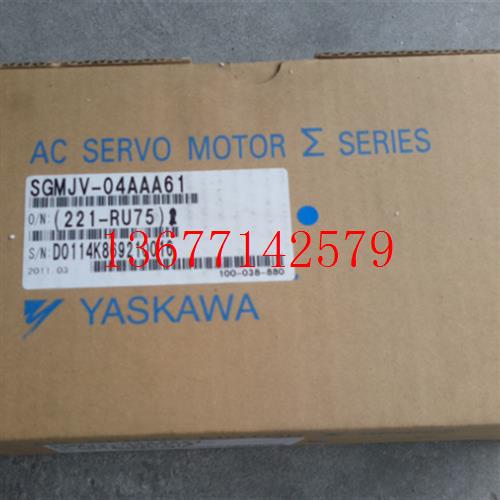 AC SERVO MOTOR Σ SERIES
SGMJV-04AAA61
O/N: (221-RU75)
S/N: D0114K8
13677142579
2011.03
100-038-880
YASKAWA